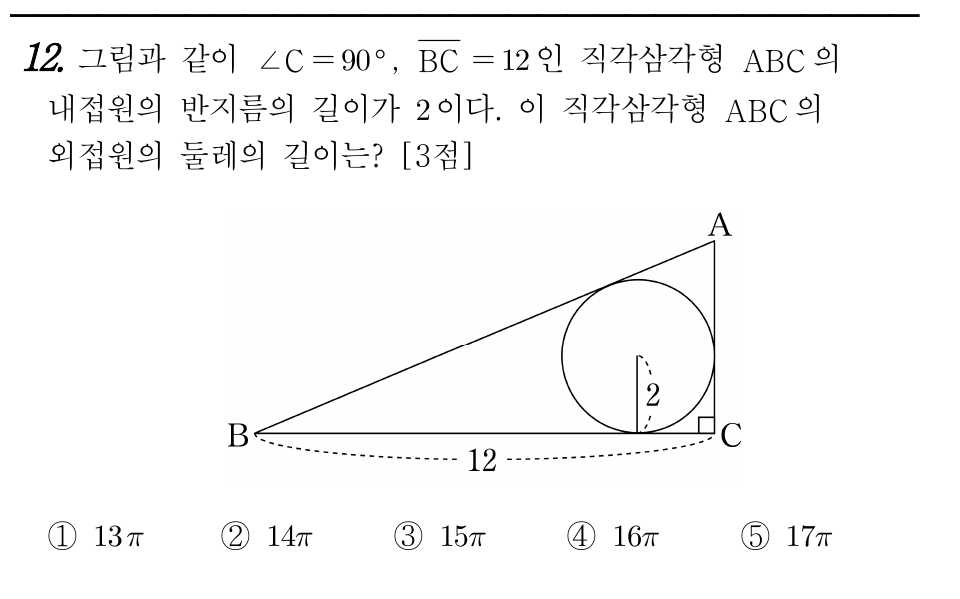 12. 그림과 같이 ∠C=90°, $\overline{BC}$=12인 직각삼각형 ABC의
내접원의 반지름의 길이가 2이다. 이 직각삼각형 ABC의
외접원의 둘레의 길이는? [3점]
A
2
B
C
12
① 13π ② 14π ③ 15π ④ 16π ⑤ 17π